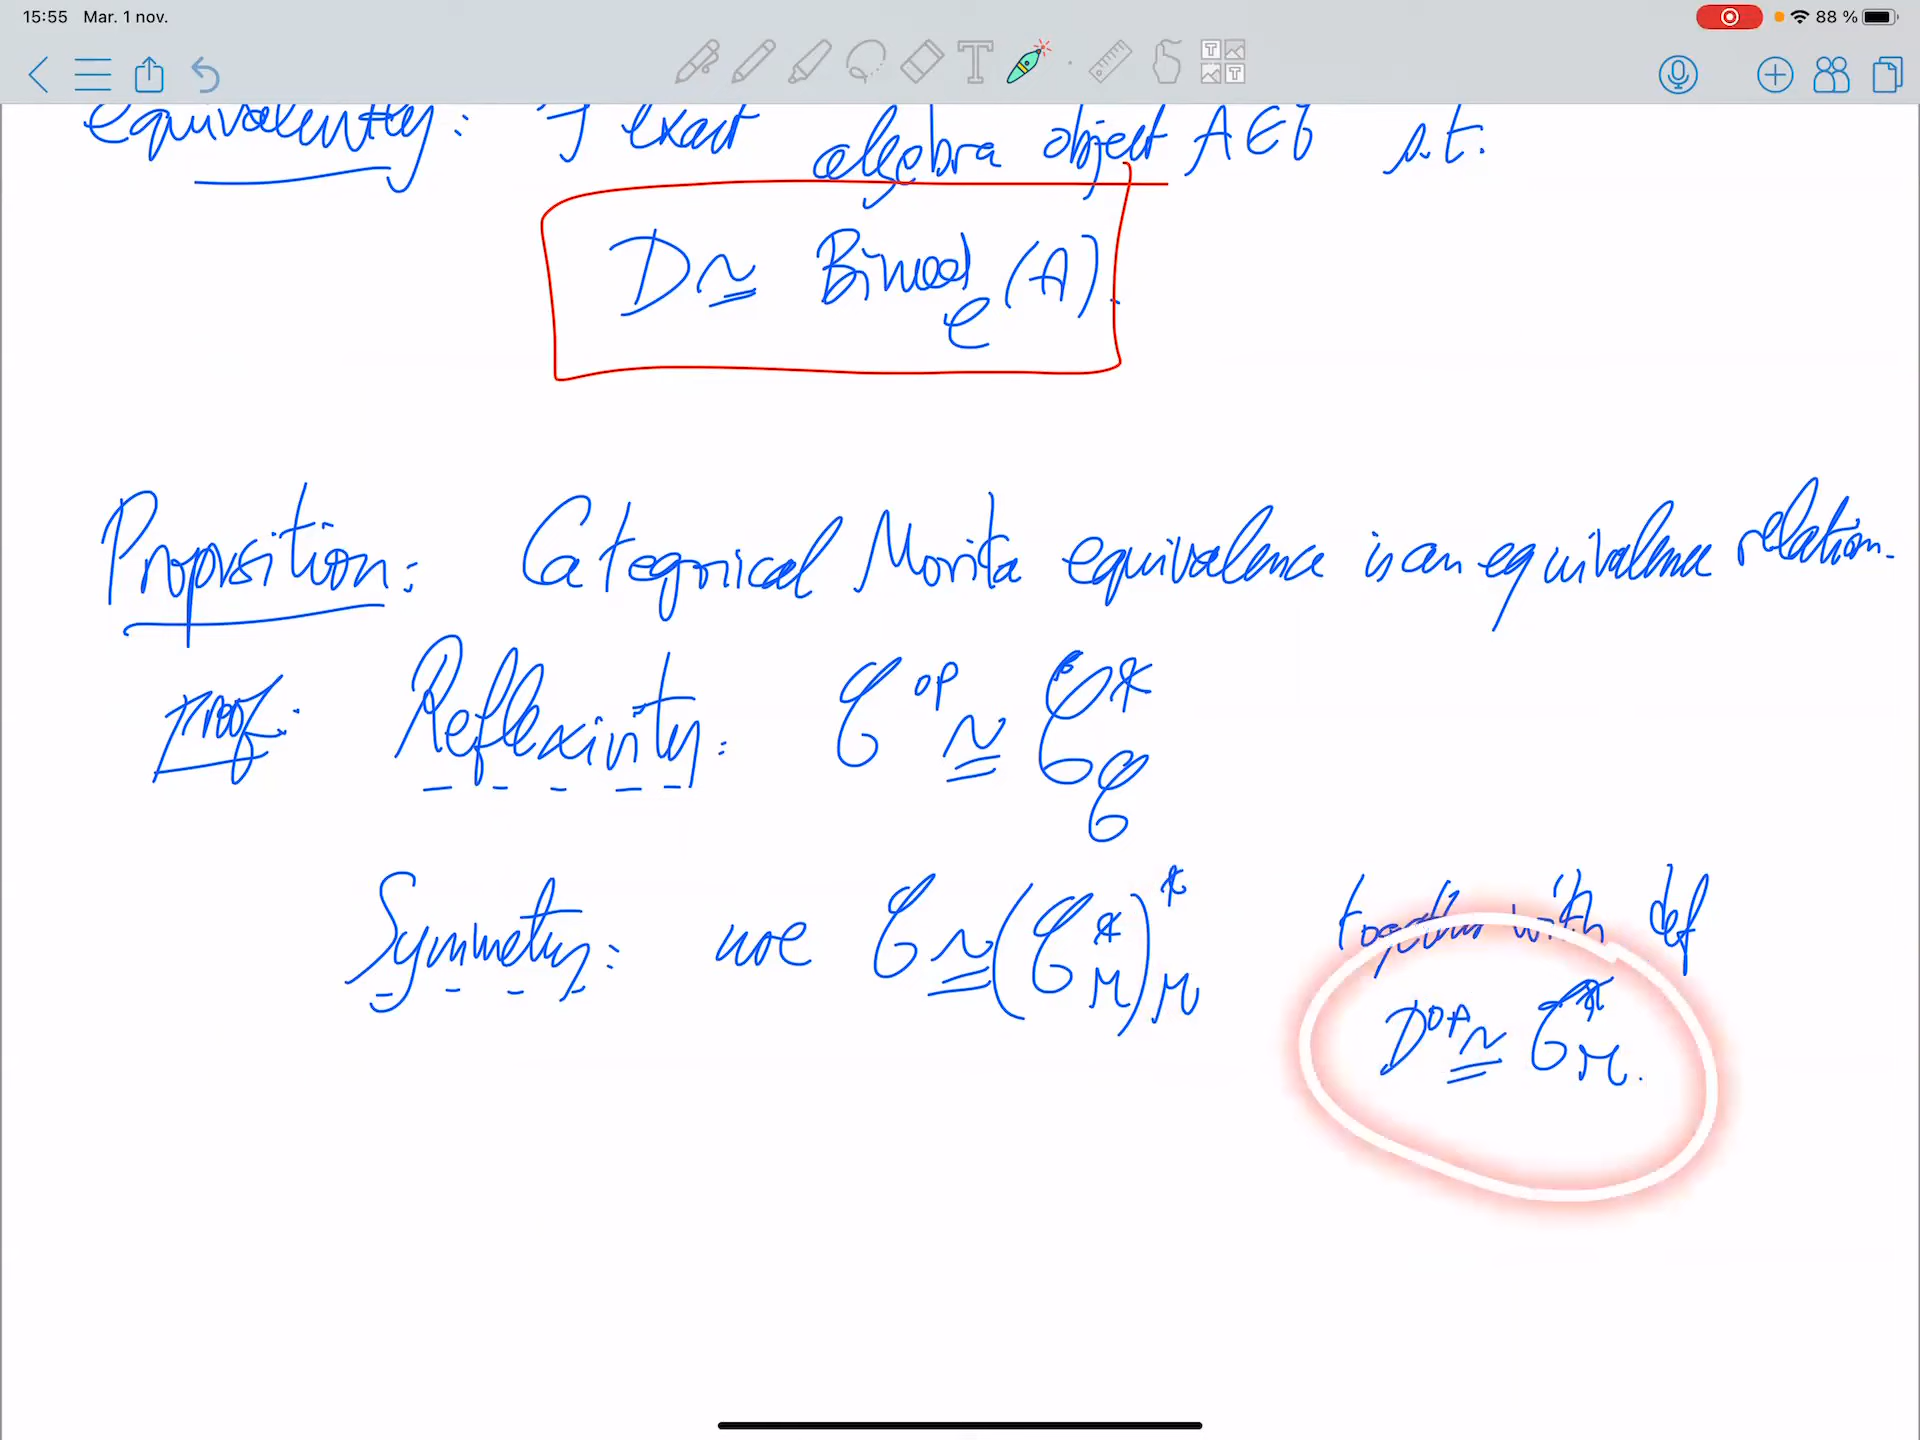 15:55 Mar. 1 nov. 88 %
equivalently: ∃ exact algebra object A ∈ 𝒞 s.t.
D ≅ Bimod_𝒞 (A).
Proposition: Categorical Morita equivalence is an equivalence relation.
Proof: Reflexivity: 𝒞^op ≅ 𝒞^*_𝒞
Symmetry: use 𝒞 ≅ (𝒞^*_M)^*_M together with def
D^op ≅ 𝒞^*_M.